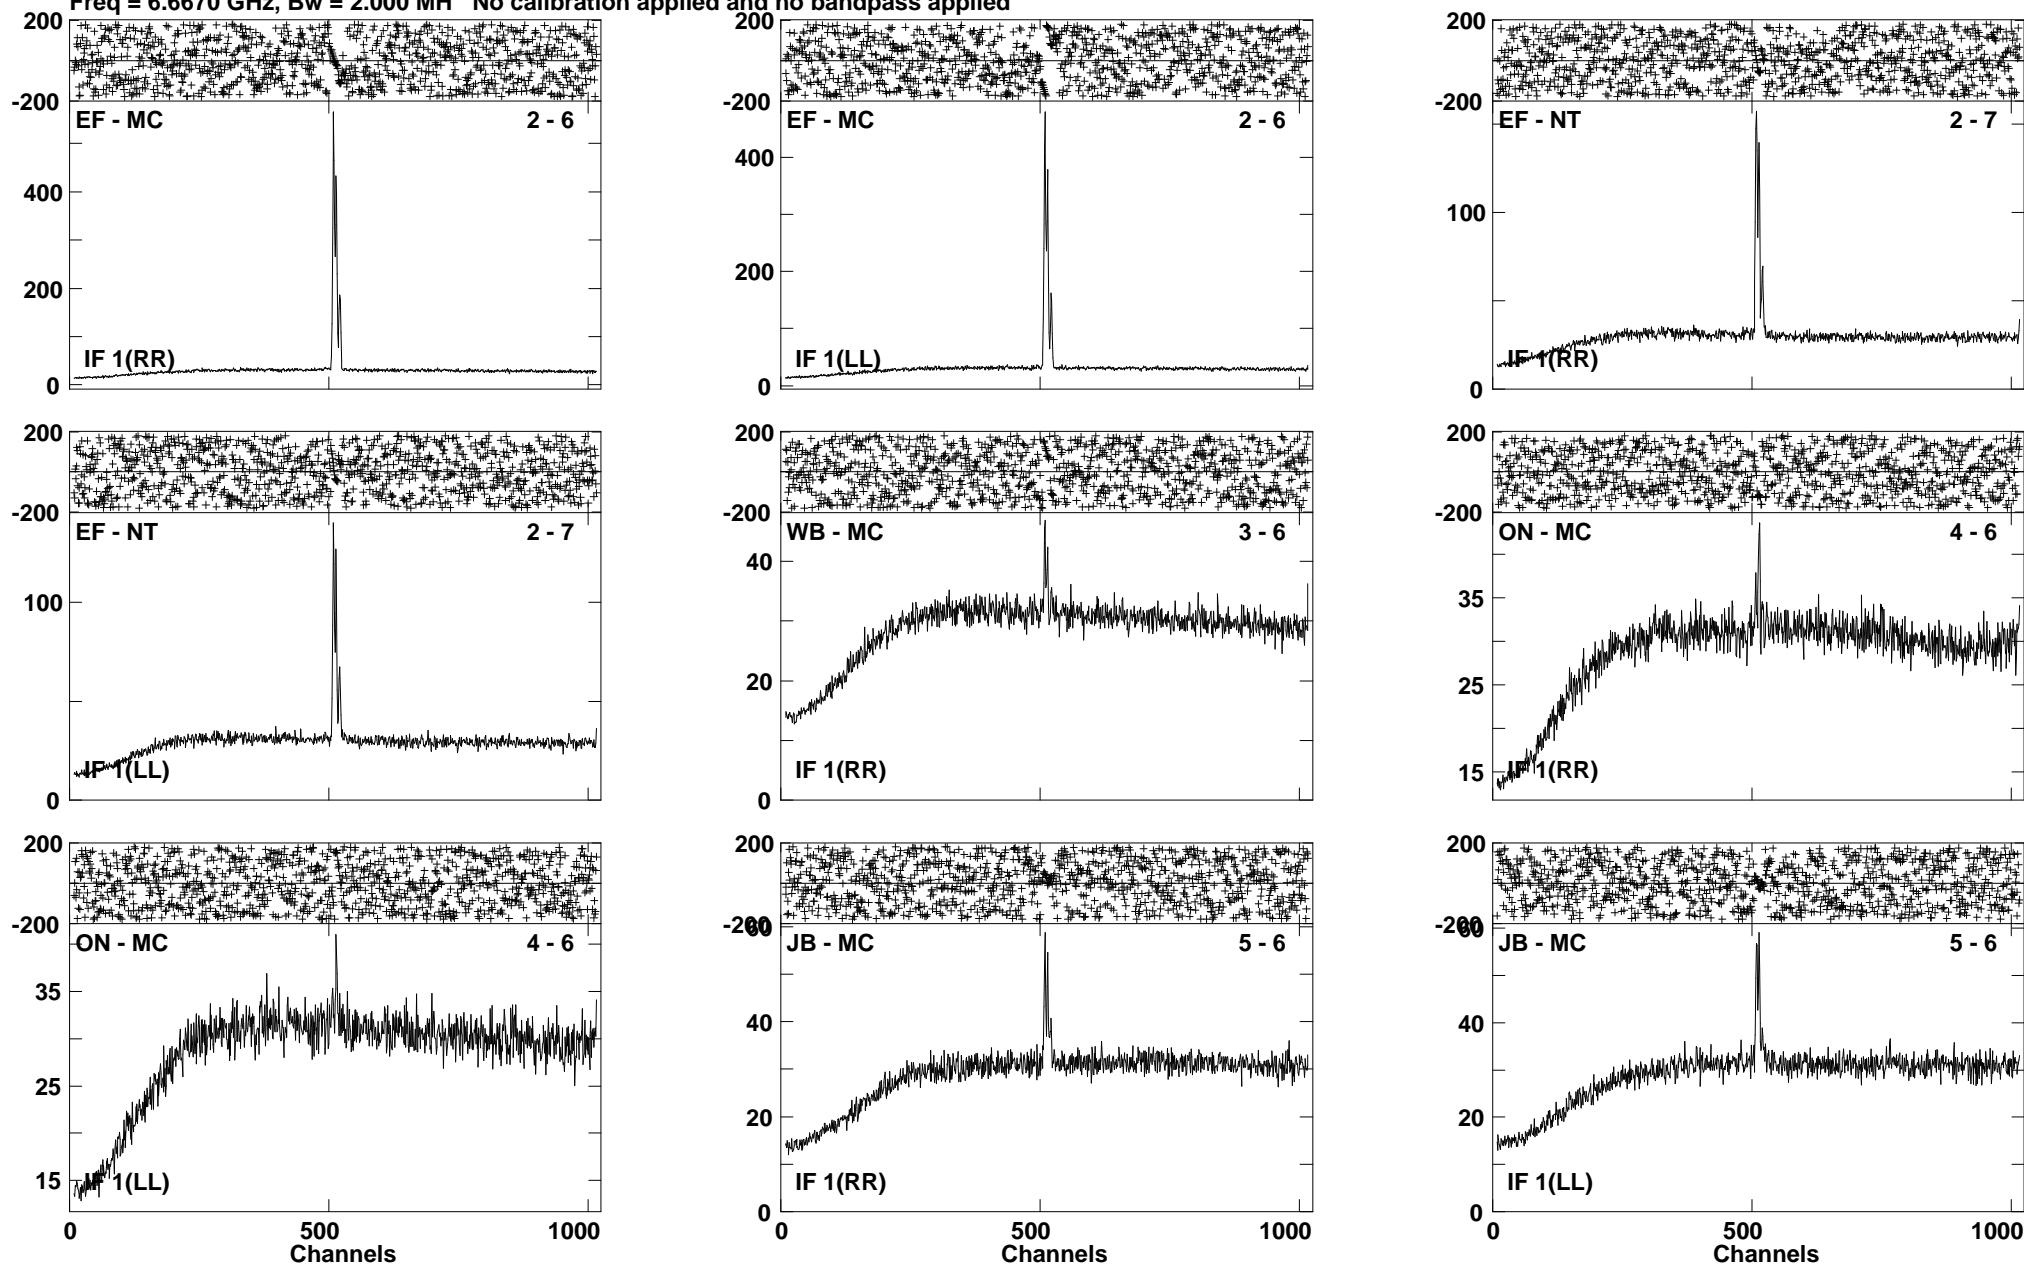 Freq = 6.6670 GHz, Bw = 2.000 MH No calibration applied and no bandpass applied
200 200 200
-200 -200 -200
EF - MC 2 - 6 EF - MC 2 - 6 EF - NT 2 - 7
400 400 100
200 200
IF 1(RR) IF 1(LL) IF 1(RR)
0 0 0
200 200 200
-200 -200 -200
EF - NT 2 - 7 WB - MC 3 - 6 ON - MC 4 - 6
100 40 35
20 25
IF 1(LL) IF 1(RR) IF 1(RR)
0 0 15
200 200 200
-200 -200 -200
60 60
ON - MC 4 - 6 JB - MC 5 - 6 JB - MC 5 - 6
35 40 40
25 20 20
15
IF 1(LL) IF 1(RR) IF 1(LL)
0 0
0 500 1000 0 500 1000 0 500 1000
Channels Channels Channels